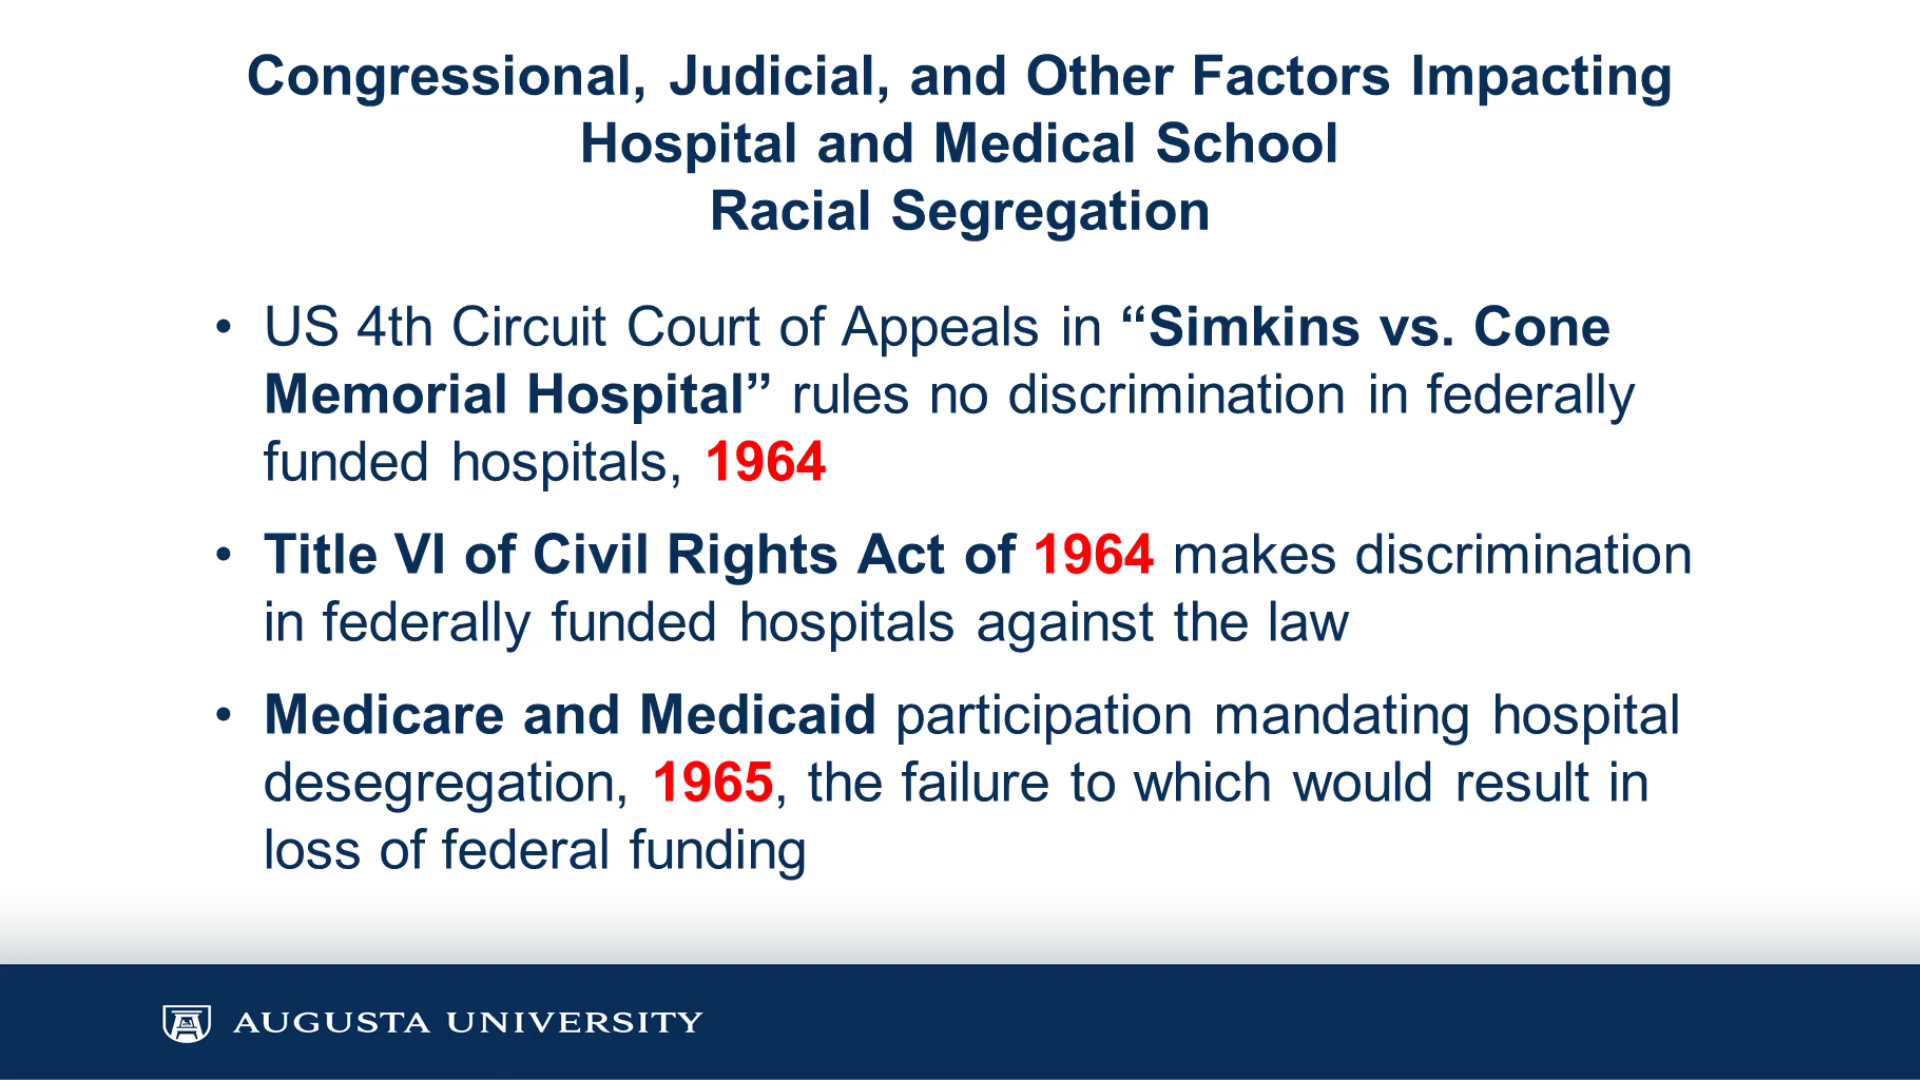 Congressional, Judicial, and Other Factors Impacting
Hospital and Medical School
Racial Segregation
• US 4th Circuit Court of Appeals in “Simkins vs. Cone
Memorial Hospital” rules no discrimination in federally
funded hospitals, 1964
• Title VI of Civil Rights Act of 1964 makes discrimination
in federally funded hospitals against the law
• Medicare and Medicaid participation mandating hospital
desegregation, 1965, the failure to which would result in
loss of federal funding
AUGUSTA UNIVERSITY